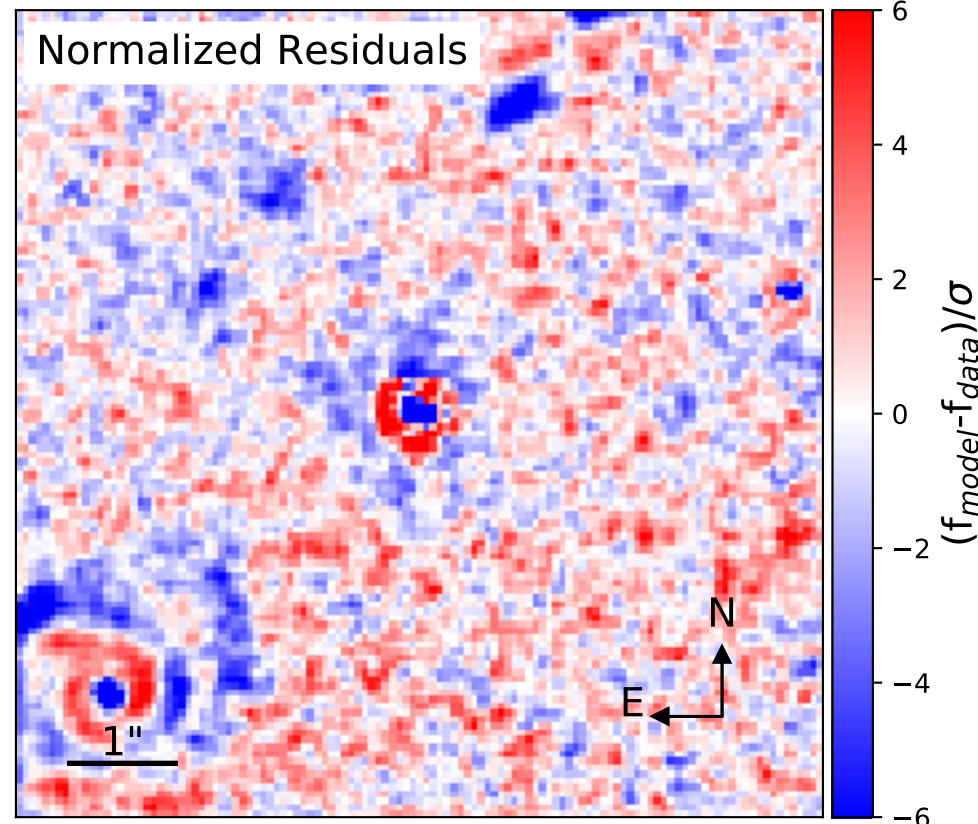 Normalized Residuals
6
4
2
0
−2
−4
−6
(f_model-f_data)/σ
N
E
1"